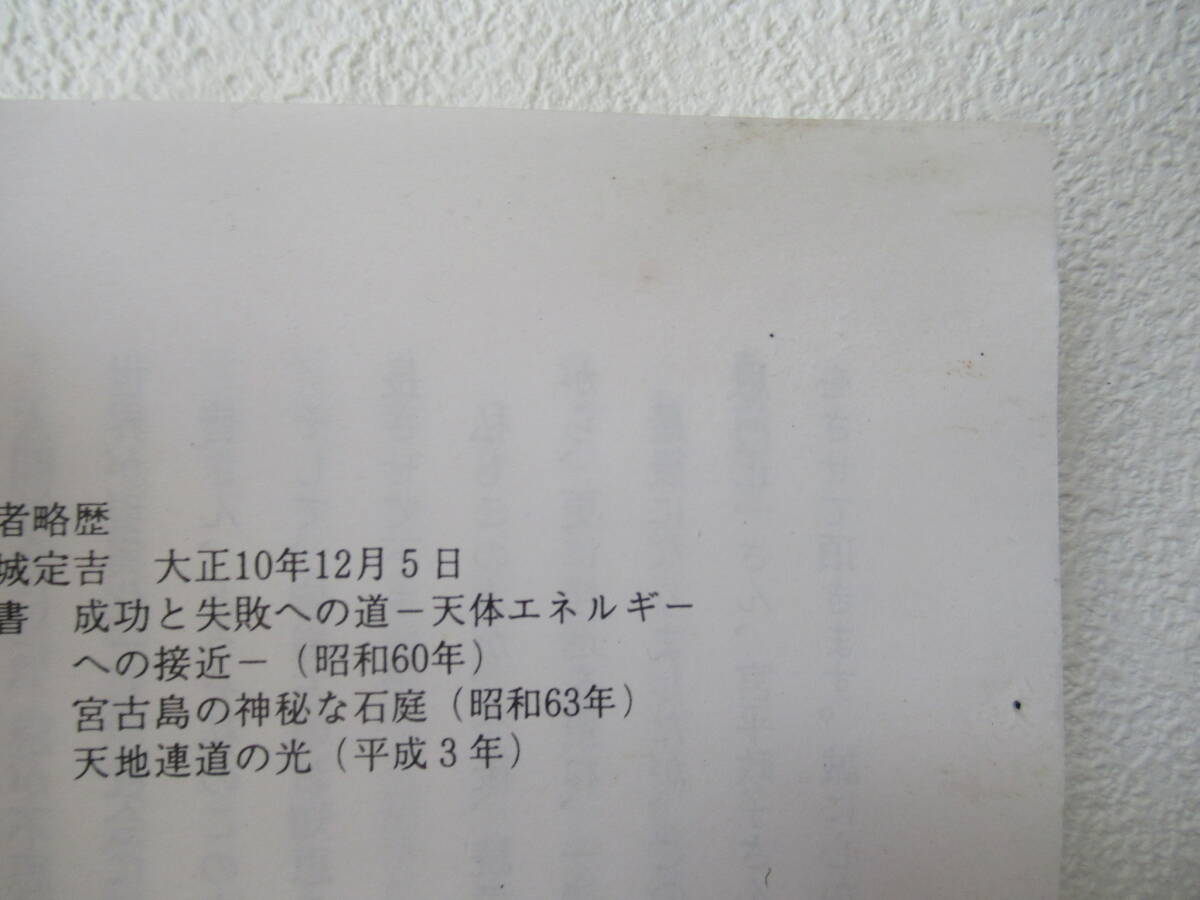 者略歴
城定吉　大正10年12月5日
書　成功と失敗への道－天体エネルギー
への接近－（昭和60年）
宮古島の神秘な石庭（昭和63年）
天地連道の光（平成3年）